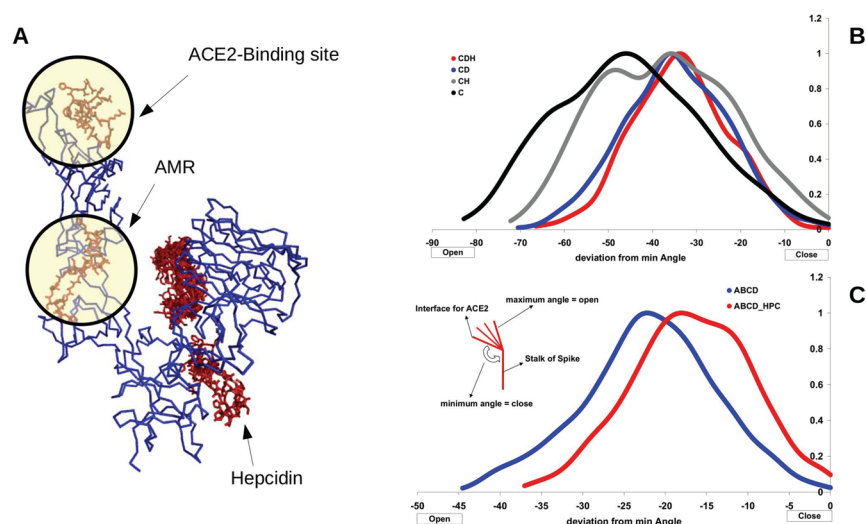 A
ACE2-Binding site
AMR
Hepcidin
B
CDH
CD
CH
C
1.2
1
0.8
0.6
0.4
0.2
0
-90 -80 -70 -60 -50 -40 -30 -20 -10 0
Open deviation from min Angle Close
C
ABCD
ABCD_HPC
Interface for ACE2
maximum angle = open
Stalk of Spike
minimum angle = close
1.2
1
0.8
0.6
0.4
0.2
0
-50 -45 -40 -35 -30 -25 -20 -15 -10 -5 0
Open deviation from min Angle Close